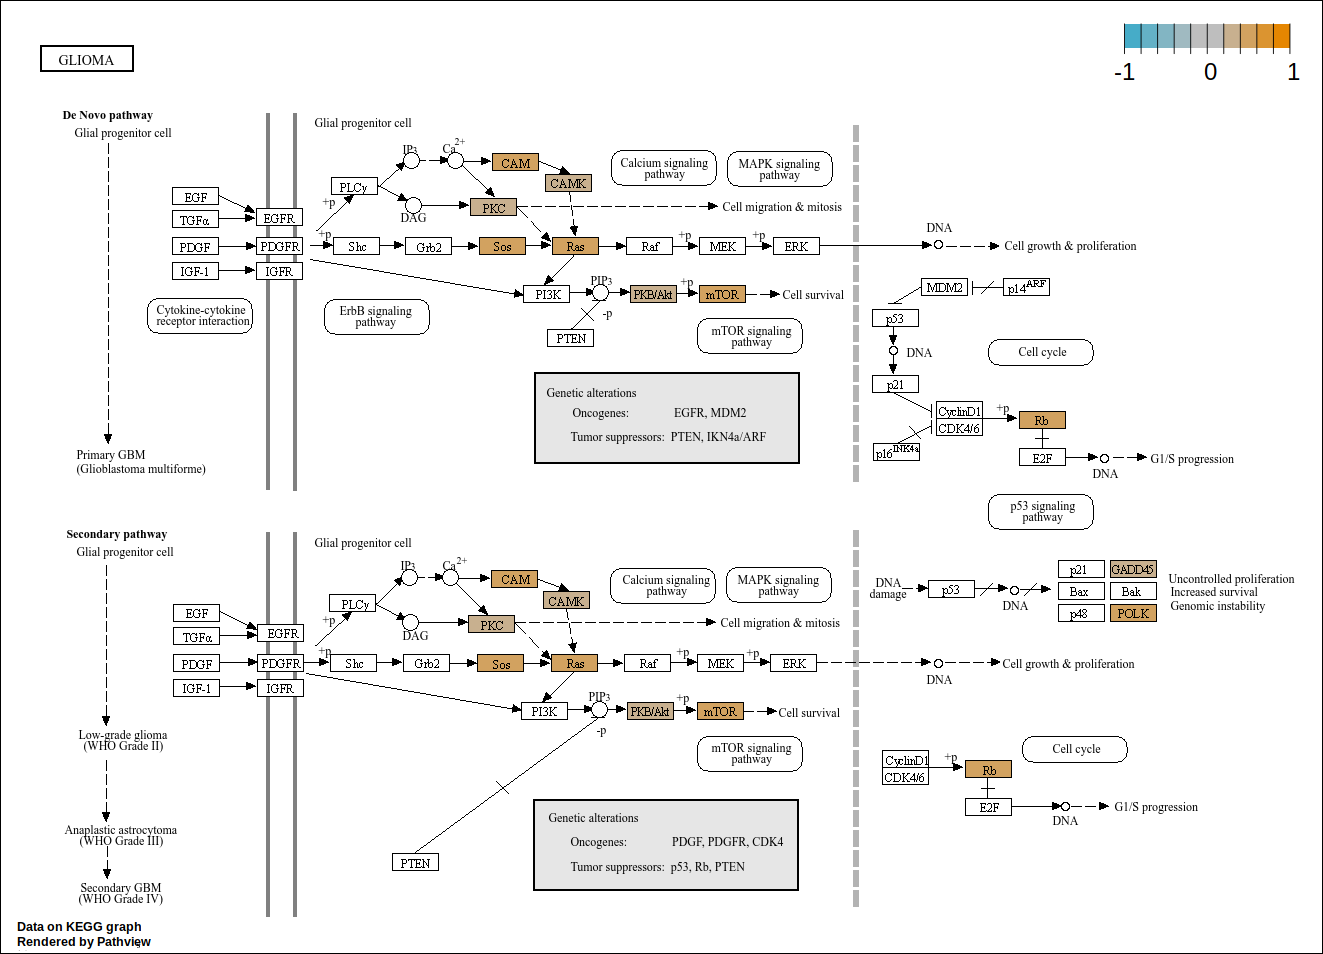 GLIOMA
-1 0 1
De Novo pathway
Glial progenitor cell
Glial progenitor cell
IP3
Ca2+
CAM
Calcium signaling
pathway
MAPK signaling
pathway
PLCγ
CAMK
EGF
+p
DAG
PKC
Cell migration & mitosis
TGFα
EGFR
+p
DNA
PDGF
PDGFR
Shc
Grb2
Sos
Ras
Raf
+p
MEK
+p
ERK
Cell growth & proliferation
IGF-1
IGFR
PI3K
PIP3
PKB/Akt
+p
mTOR
Cell survival
MDM2
p14ARF
Cytokine-cytokine
receptor interaction
ErbB signaling
pathway
-p
PTEN
mTOR signaling
pathway
p53
DNA
Cell cycle
p21
Genetic alterations
Oncogenes: EGFR, MDM2
Tumor suppressors: PTEN, IKN4a/ARF
CyclinD1
CDK4/6
+p
Rb
p16INK4a
E2F
DNA
G1/S progression
Primary GBM
(Glioblastoma multiforme)
p53 signaling
pathway
Secondary pathway
Glial progenitor cell
Glial progenitor cell
IP3
Ca2+
CAM
Calcium signaling
pathway
MAPK signaling
pathway
PLCγ
CAMK
DNA
damage
p53
DNA
p21
GADD45
Bax
Bak
p48
POLK
Uncontrolled proliferation
Increased survival
Genomic instability
EGF
+p
DAG
PKC
Cell migration & mitosis
TGFα
EGFR
+p
PDGF
PDGFR
Shc
Grb2
Sos
Ras
Raf
+p
MEK
+p
ERK
DNA
Cell growth & proliferation
IGF-1
IGFR
PI3K
PIP3
PKB/Akt
+p
mTOR
Cell survival
-p
Low-grade glioma
(WHO Grade II)
mTOR signaling
pathway
CyclinD1
CDK4/6
+p
Rb
Cell cycle
E2F
DNA
G1/S progression
Anaplastic astrocytoma
(WHO Grade III)
PTEN
Genetic alterations
Oncogenes: PDGF, PDGFR, CDK4
Tumor suppressors: p53, Rb, PTEN
Secondary GBM
(WHO Grade IV)
Data on KEGG graph
Rendered by Pathview